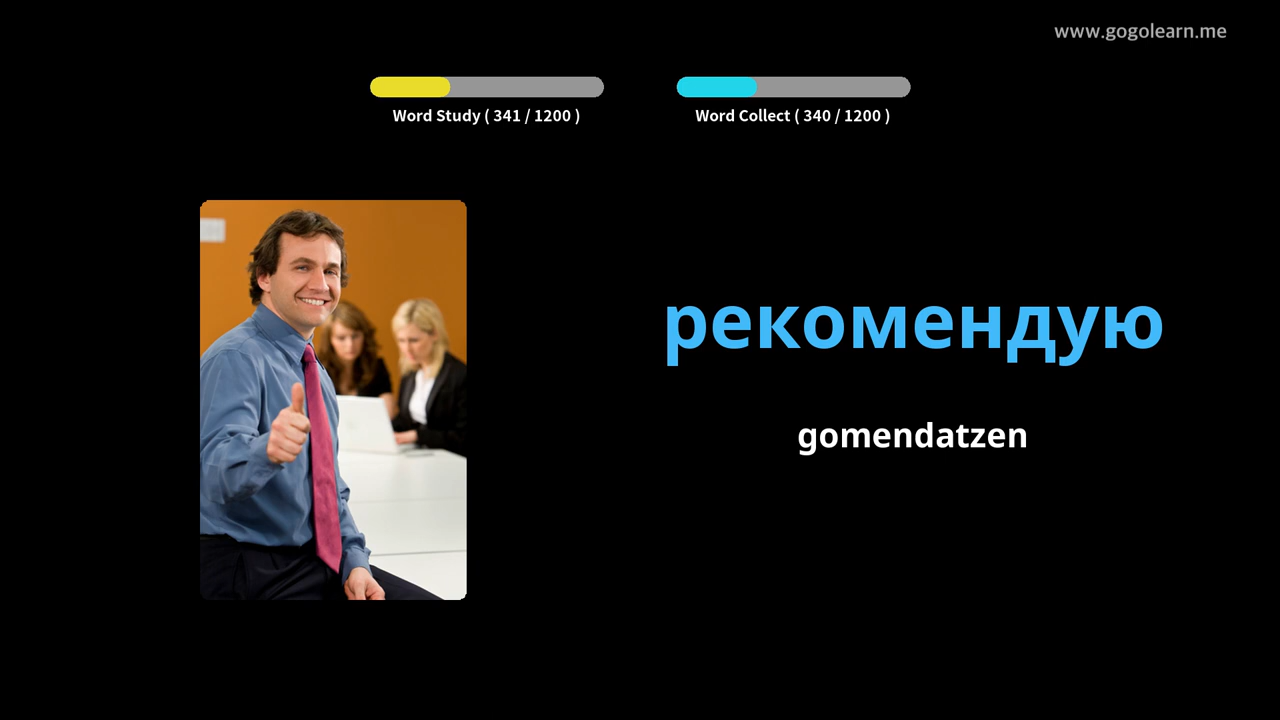 www.gogolearn.me
Word Study ( 341 / 1200 )
Word Collect ( 340 / 1200 )
рекомендую
gomendatzen